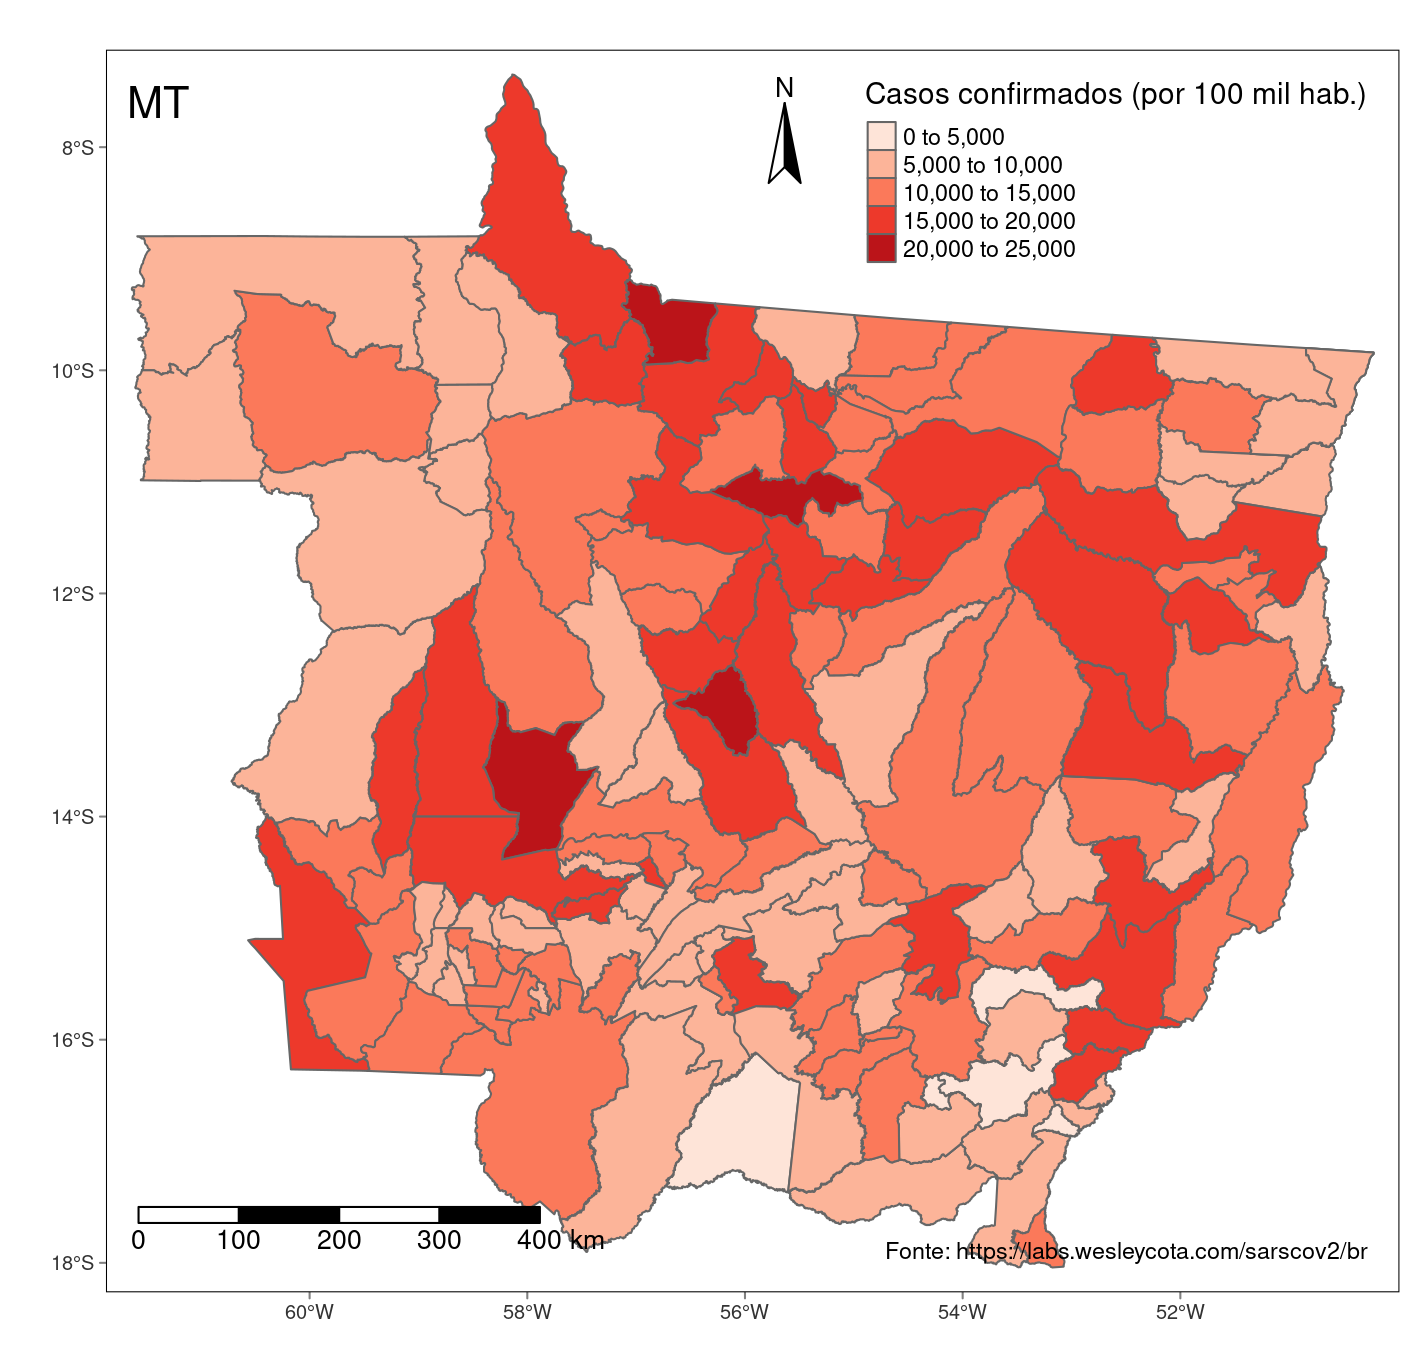 MT
N
Casos confirmados (por 100 mil hab.)
0 to 5,000
5,000 to 10,000
10,000 to 15,000
15,000 to 20,000
20,000 to 25,000
8°S
10°S
12°S
14°S
16°S
18°S
0 100 200 300 400 km
Fonte: https://labs.wesleycota.com/sarscov2/br
60°W 58°W 56°W 54°W 52°W